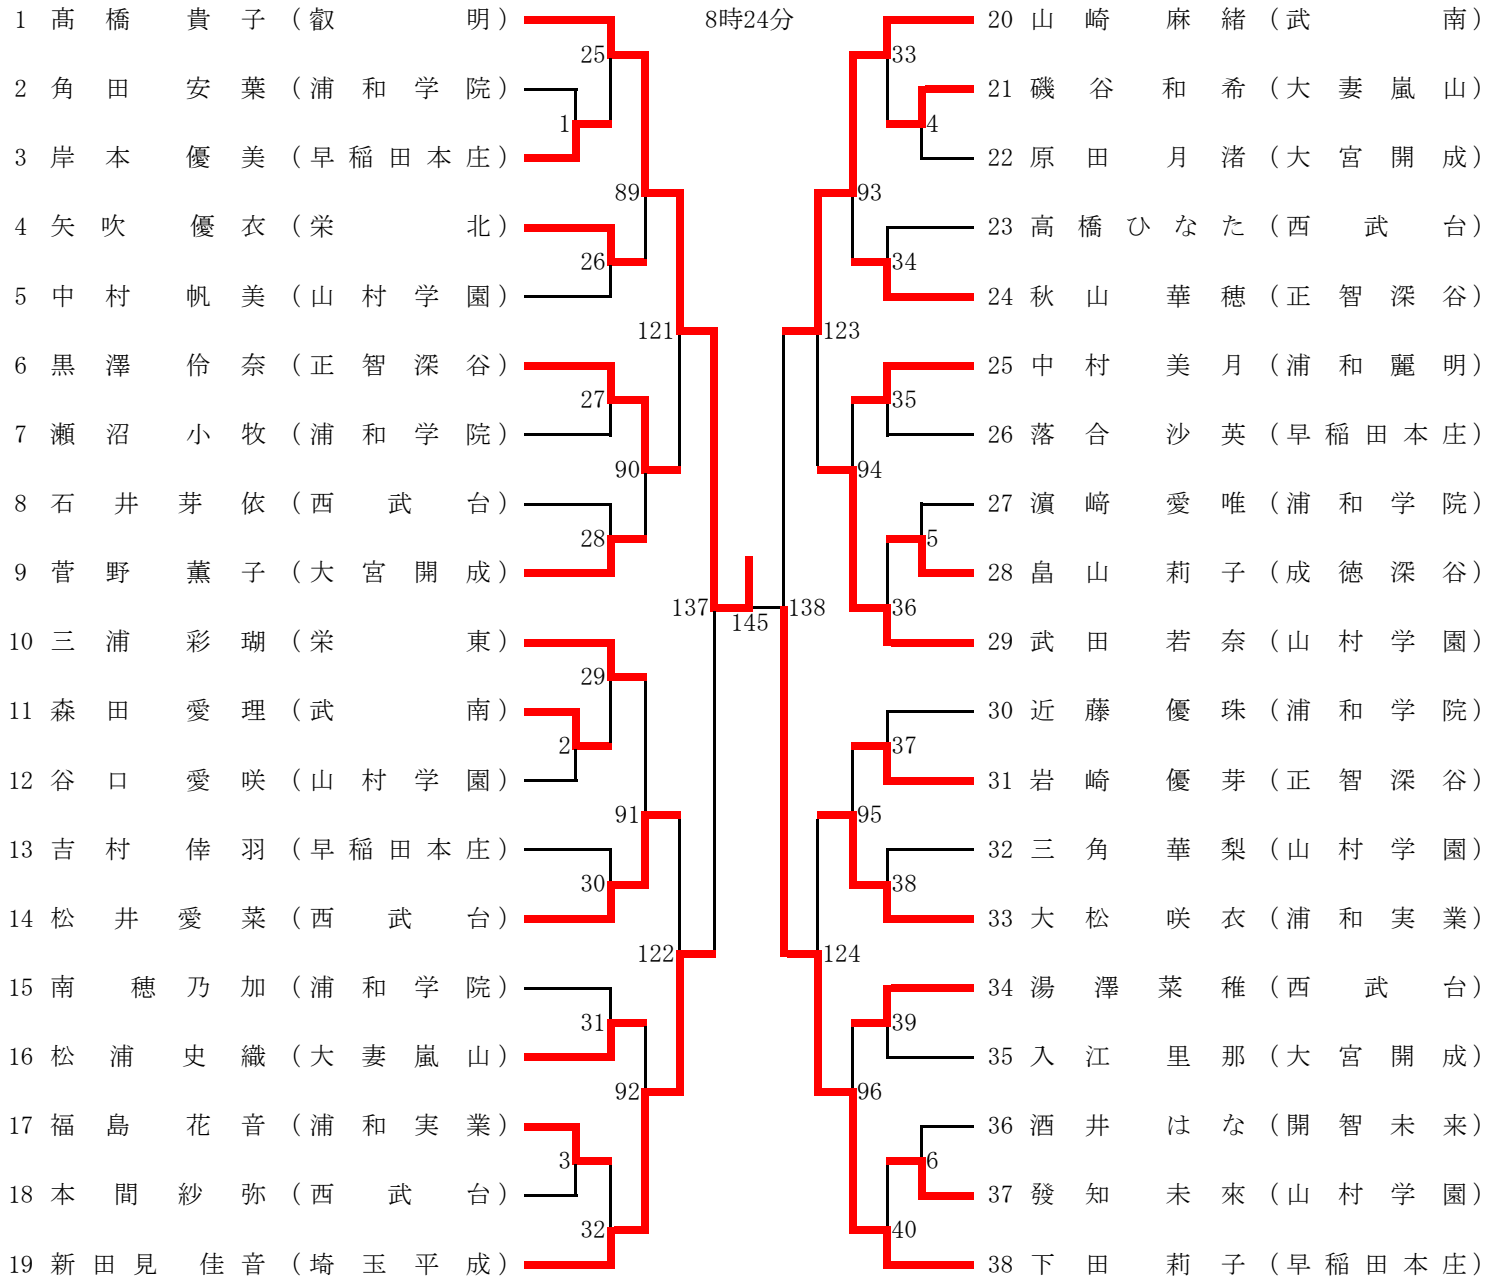 8時24分
1 髙橋 貴子 (叡明)
2 角田 安葉 (浦和学院)
3 岸本 優美 (早稲田本庄)
4 矢吹 優衣 (栄北)
5 中村 帆美 (山村学園)
6 黒澤 伶奈 (正智深谷)
7 瀬沼 小牧 (浦和学院)
8 石井 芽依 (西武台)
9 菅野 薫子 (大宮開成)
10 三浦 彩瑚 (栄東)
11 森田 愛理 (武南)
12 谷口 愛咲 (山村学園)
13 吉村 倖羽 (早稲田本庄)
14 松井 愛菜 (西武台)
15 南 穂乃加 (浦和学院)
16 松浦 史織 (大妻嵐山)
17 福島 花音 (浦和実業)
18 本間 紗弥 (西武台)
19 新田見 佳音 (埼玉平成)
25
1
89
26
121
27
90
28
137
145
138
29
2
91
30
122
31
92
3
32
33
4
93
34
123
35
94
5
36
37
95
38
124
39
96
6
40
20 山崎 麻緒 (武南)
21 磯谷 和希 (大妻嵐山)
22 原田 月渚 (大宮開成)
23 高橋ひなた (西武台)
24 秋山 華穂 (正智深谷)
25 中村 美月 (浦和麗明)
26 落合 沙英 (早稲田本庄)
27 濵﨑 愛唯 (浦和学院)
28 畠山 莉子 (成徳深谷)
29 武田 若奈 (山村学園)
30 近藤 優珠 (浦和学院)
31 岩崎 優芽 (正智深谷)
32 三角 華梨 (山村学園)
33 大松 咲衣 (浦和実業)
34 湯澤 菜稚 (西武台)
35 入江 里那 (大宮開成)
36 酒井 はな (開智未来)
37 發知 未來 (山村学園)
38 下田 莉子 (早稲田本庄)